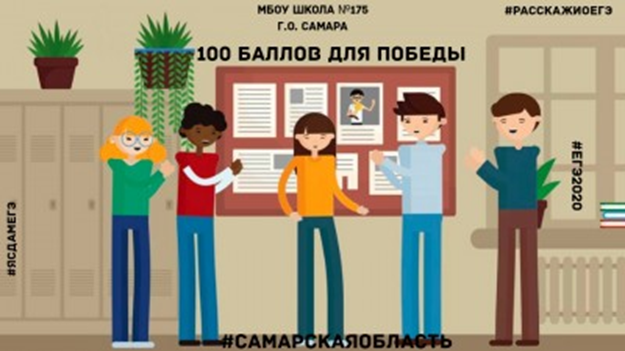 МБОУ ШКОЛА №175
Г.О. САМАРА
#РАССКАЖИОЕГЭ
100 БАЛЛОВ ДЛЯ ПОБЕДЫ
#ЯСДАМЕГЭ
#ЕГЭ2020
#САМАРСКАЯОБЛАСТЬ